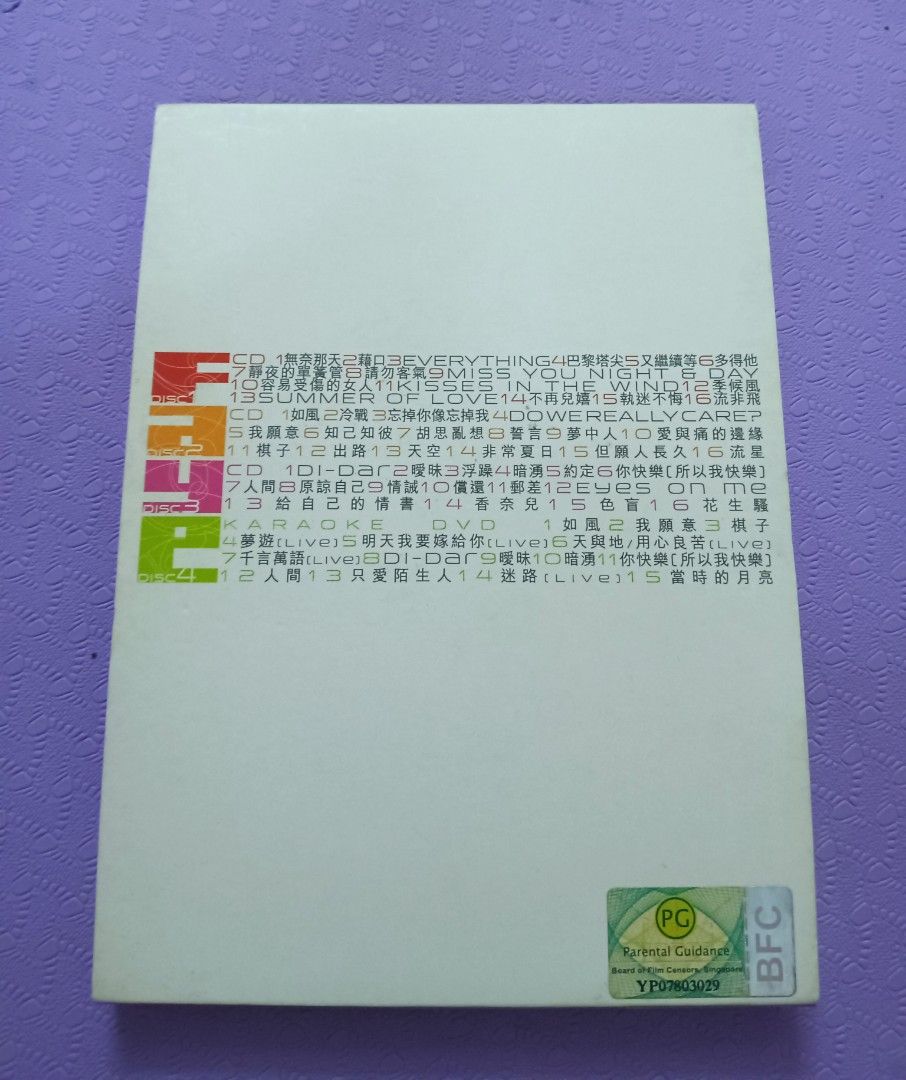 Faye
DISC1
CD 1無奈那天2藉口3EVERYTHING4巴黎塔尖5又繼續等6多得他
7靜夜的單簧管8請勿客氣9MISS YOU NIGHT & DAY
10容易受傷的女人11KISSES IN THE WIND12季候風
13SUMMER OF LOVE14不再兒嬉15執迷不悔16流非飛
DISC2
CD 1如風2冷戰3忘掉你像忘掉我4DOWEREALLYCARE?
5我願意6知己知彼7胡思亂想8誓言9夢中人10愛與痛的邊緣
11棋子12出路13天空14非常夏日15但願人長久16流星
DISC3
CD 1DI-Dar2曖昧3浮躁4暗湧5約定6你快樂[所以我快樂]
7人間8原諒自己9情誡10償還11郵差12Eyes on me
13給自己的情書14香奈兒15色盲16花生騷
DISC4
KARAOKE DVD 1如風2我願意3棋子
4夢遊(Live)5明天我要嫁給你(Live)6天與地/用心良苦(Live)
7千言萬語(Live)8DI-Dar9曖昧10暗湧11你快樂[所以我快樂]
12人間13只愛陌生人14迷路(Live)15當時的月亮
PG
Parental Guidance
Board of Film Censors, Singapore
YP07803029
BFC